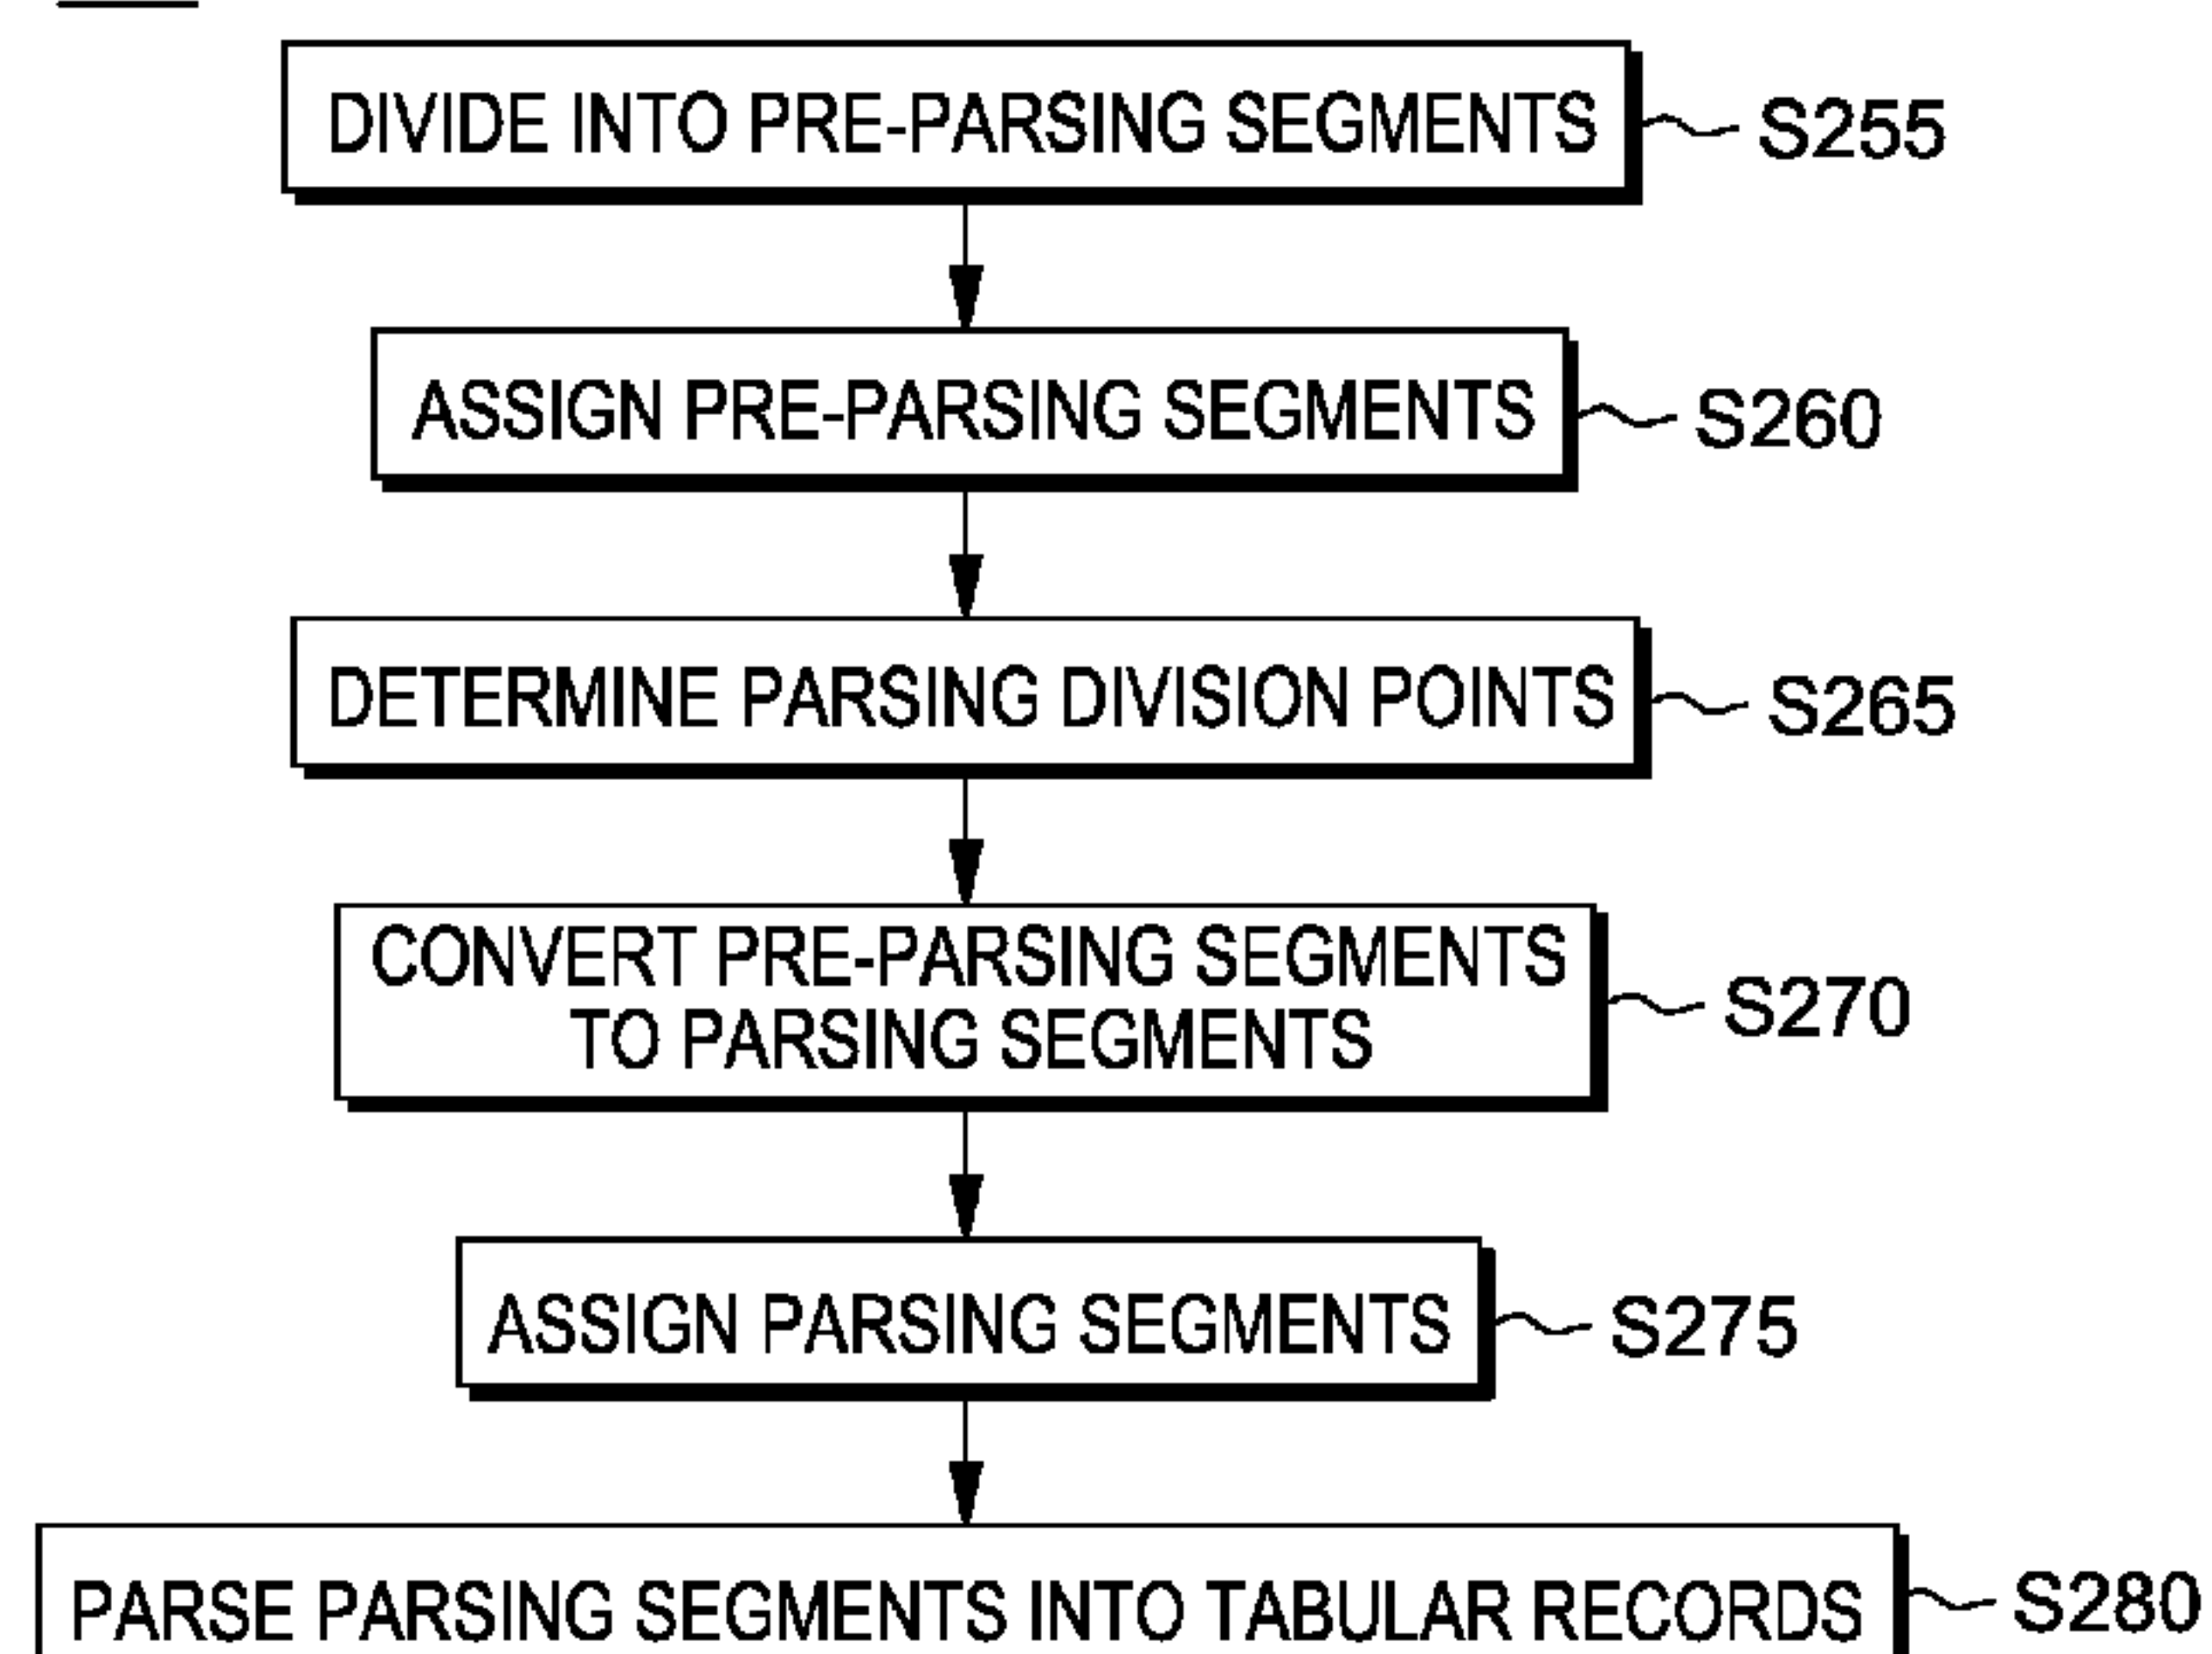 DIVIDE INTO PRE-PARSING SEGMENTS
S255
ASSIGN PRE-PARSING SEGMENTS
S260
DETERMINE PARSING DIVISION POINTS
S265
CONVERT PRE-PARSING SEGMENTS
TO PARSING SEGMENTS
S270
ASSIGN PARSING SEGMENTS
S275
PARSE PARSING SEGMENTS INTO TABULAR RECORDS
S280